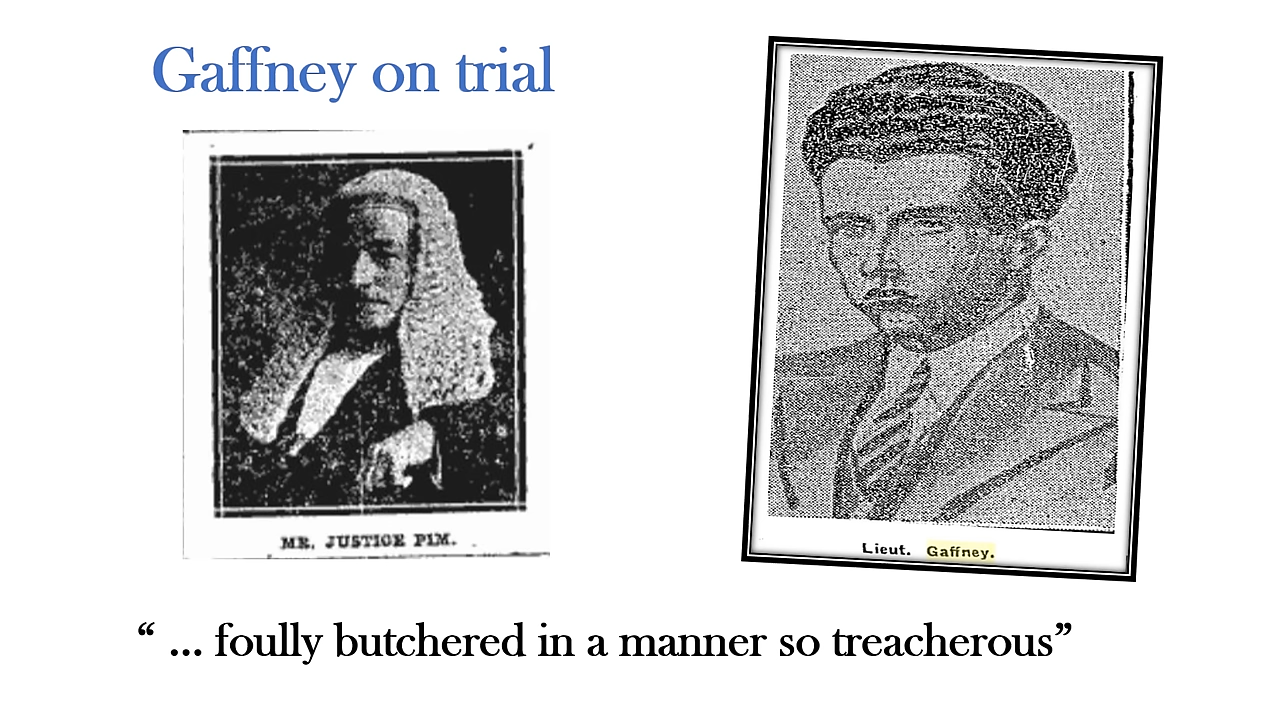 Gaffney on trial
MR. JUSTICE PIM.
Lieut. Gaffney.
“ ... foully butchered in a manner so treacherous”